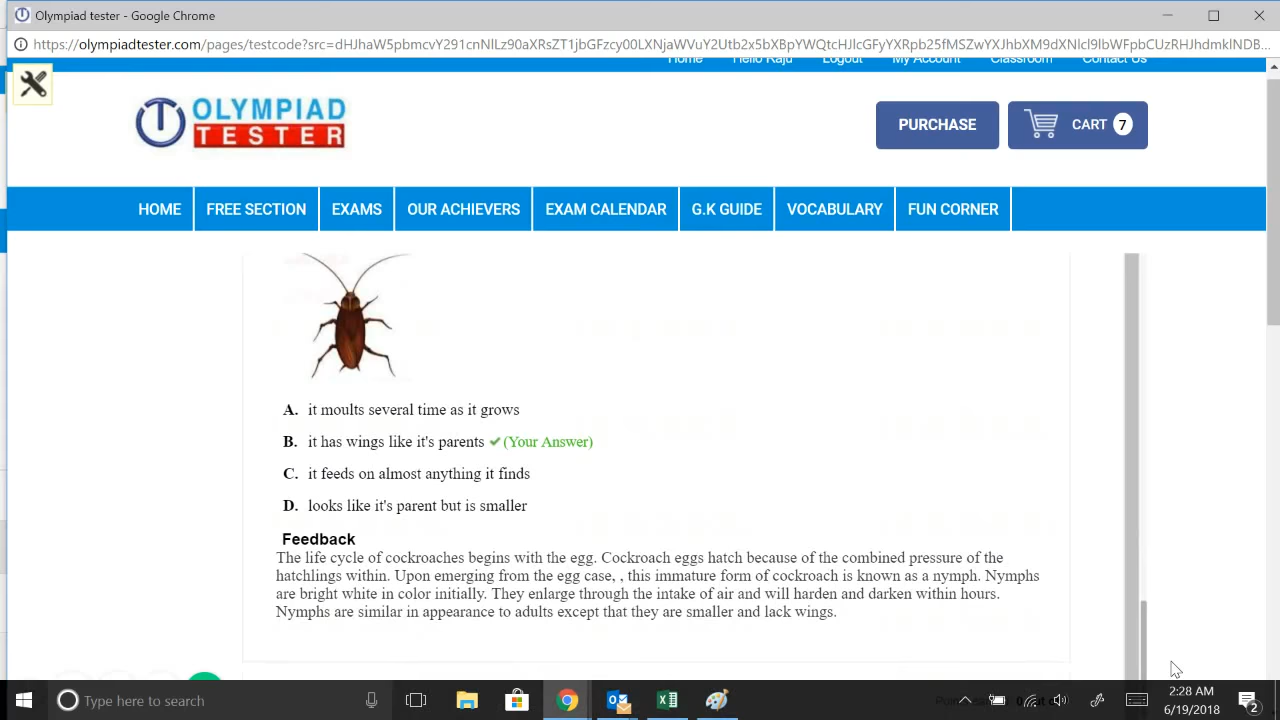 Olympiad tester - Google Chrome
https://olympiadtester.com/pages/testcode?src=dHJhaW5pbmcvY291cnNlLz90aXRsZT1jbGFzcy00LXNjaWVuY2Utb2x5bXBpYWQtcHJlcGFyYXRpb25fMSZwYXJhbXM9dXNlcl9lbWFpbCUzRHJHdmklNDB...
Home Hello Raju Logout My Account Classroom Contact Us
OLYMPIAD
TESTER
PURCHASE CART 7
HOME FREE SECTION EXAMS OUR ACHIEVERS EXAM CALENDAR G.K GUIDE VOCABULARY FUN CORNER
A. it moults several time as it grows
B. it has wings like it's parents (Your Answer)
C. it feeds on almost anything it finds
D. looks like it's parent but is smaller
Feedback
The life cycle of cockroaches begins with the egg. Cockroach eggs hatch because of the combined pressure of the
hatchlings within. Upon emerging from the egg case, , this immature form of cockroach is known as a nymph. Nymphs
are bright white in color initially. They enlarge through the intake of air and will harden and darken within hours.
Nymphs are similar in appearance to adults except that they are smaller and lack wings.
Type here to search
2:28 AM
6/19/2018
2